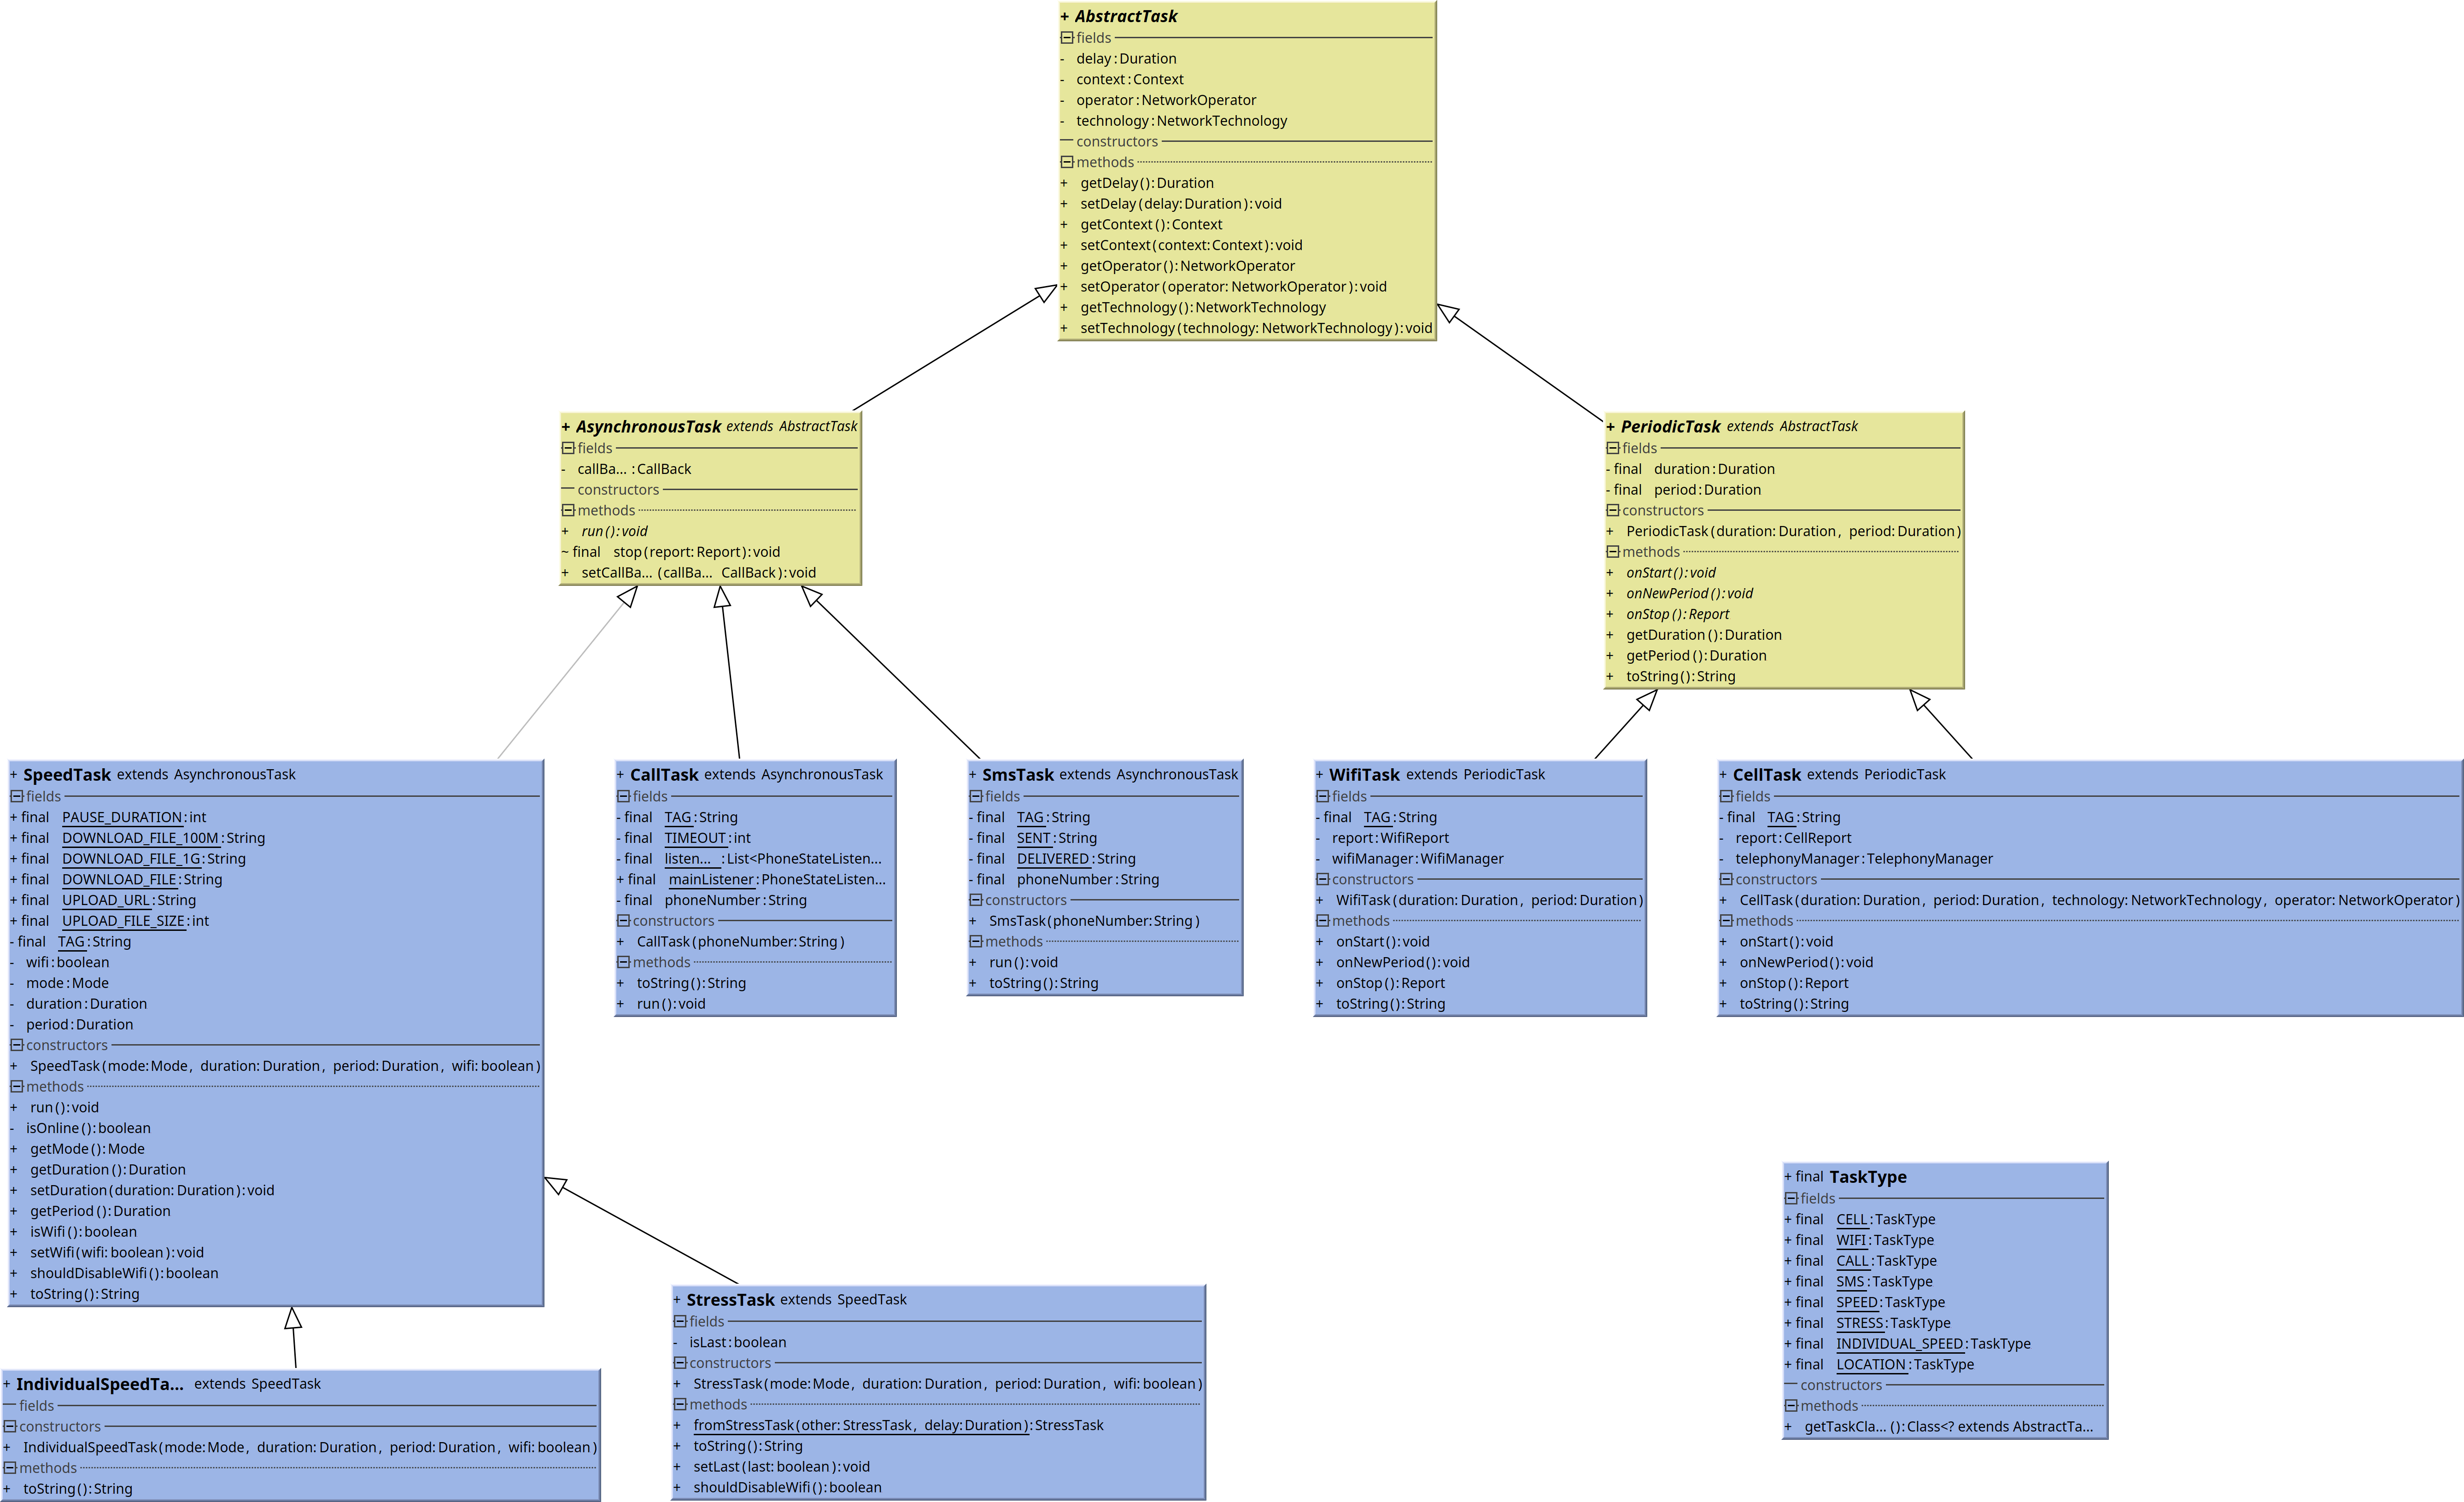 + AbstractTask
fields
- delay:Duration
- context:Context
- operator:NetworkOperator
- technology:NetworkTechnology
constructors
methods
+ getDelay():Duration
+ setDelay(delay:Duration):void
+ getContext():Context
+ setContext(context:Context):void
+ getOperator():NetworkOperator
+ setOperator(operator:NetworkOperator):void
+ getTechnology():NetworkTechnology
+ setTechnology(technology:NetworkTechnology):void
+ AsynchronousTask extends AbstractTask
fields
- callBa... :CallBack
constructors
methods
+ run():void
~ final stop(report:Report):void
+ setCallBa... (callBa... CallBack):void
+ PeriodicTask extends AbstractTask
fields
- final duration:Duration
- final period:Duration
constructors
+ PeriodicTask(duration:Duration, period:Duration)
methods
+ onStart():void
+ onNewPeriod():void
+ onStop():Report
+ getDuration():Duration
+ getPeriod():Duration
+ toString():String
+ SpeedTask extends AsynchronousTask
fields
+ final PAUSE_DURATION:int
+ final DOWNLOAD_FILE_100M:String
+ final DOWNLOAD_FILE_1G:String
+ final DOWNLOAD_FILE:String
+ final UPLOAD_URL:String
+ final UPLOAD_FILE_SIZE:int
- final TAG:String
- wifi:boolean
- mode:Mode
- duration:Duration
- period:Duration
constructors
+ SpeedTask(mode:Mode, duration:Duration, period:Duration, wifi:boolean)
methods
+ run():void
- isOnline():boolean
+ getMode():Mode
+ getDuration():Duration
+ setDuration(duration:Duration):void
+ getPeriod():Duration
+ isWifi():boolean
+ setWifi(wifi:boolean):void
+ shouldDisableWifi():boolean
+ toString():String
+ CallTask extends AsynchronousTask
fields
- final TAG:String
- final TIMEOUT:int
- final listen... :List<PhoneStateListen...
+ final mainListener:PhoneStateListen...
- final phoneNumber:String
constructors
+ CallTask(phoneNumber:String)
methods
+ toString():String
+ run():void
+ SmsTask extends AsynchronousTask
fields
- final TAG:String
- final SENT:String
- final DELIVERED:String
- final phoneNumber:String
constructors
+ SmsTask(phoneNumber:String)
methods
+ run():void
+ toString():String
+ WifiTask extends PeriodicTask
fields
- final TAG:String
- report:WifiReport
- wifiManager:WifiManager
constructors
+ WifiTask(duration:Duration, period:Duration)
methods
+ onStart():void
+ onNewPeriod():void
+ onStop():Report
+ toString():String
+ CellTask extends PeriodicTask
fields
- final TAG:String
- report:CellReport
- telephonyManager:TelephonyManager
constructors
+ CellTask(duration:Duration, period:Duration, technology:NetworkTechnology, operator:NetworkOperator)
methods
+ onStart():void
+ onNewPeriod():void
+ onStop():Report
+ toString():String
+ final TaskType
fields
+ final CELL:TaskType
+ final WIFI:TaskType
+ final CALL:TaskType
+ final SMS:TaskType
+ final SPEED:TaskType
+ final STRESS:TaskType
+ final INDIVIDUAL_SPEED:TaskType
+ final LOCATION:TaskType
constructors
methods
+ getTaskCla... ():Class<? extends AbstractTa...
+ StressTask extends SpeedTask
fields
- isLast:boolean
constructors
+ StressTask(mode:Mode, duration:Duration, period:Duration, wifi:boolean)
methods
+ fromStressTask(other:StressTask, delay:Duration):StressTask
+ toString():String
+ setLast(last:boolean):void
+ shouldDisableWifi():boolean
+ IndividualSpeedTa... extends SpeedTask
fields
constructors
+ IndividualSpeedTask(mode:Mode, duration:Duration, period:Duration, wifi:boolean)
methods
+ toString():String